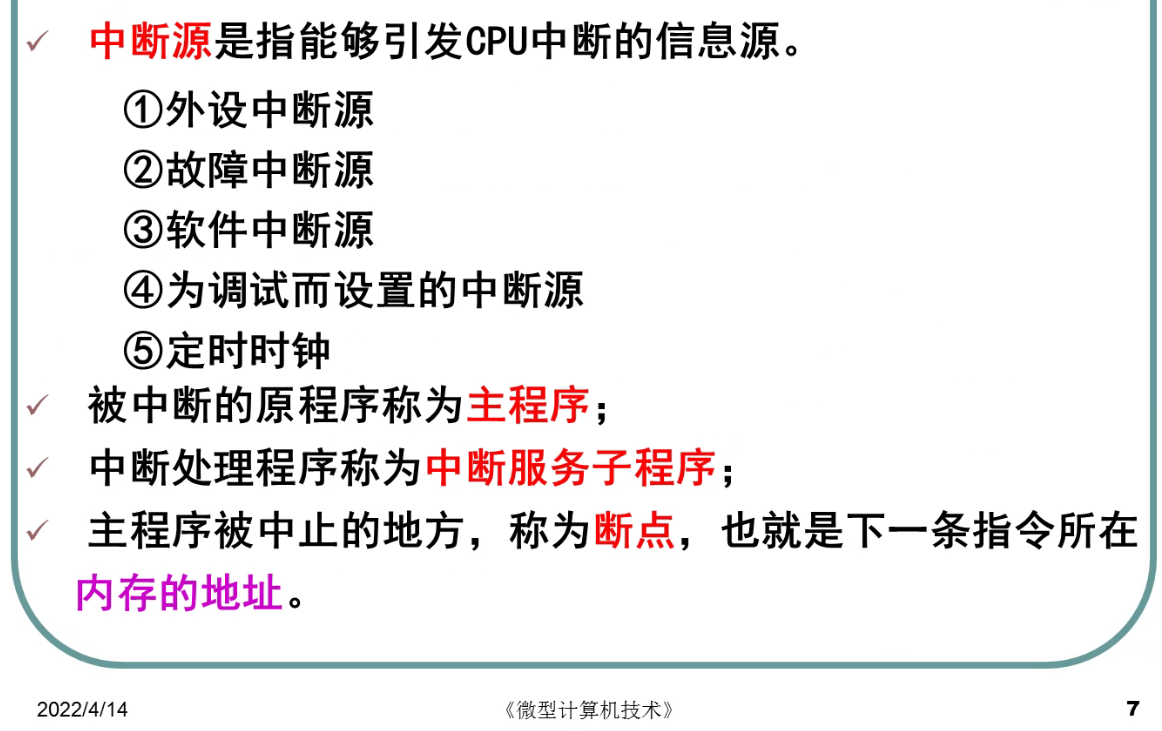 ✓ 中断源是指能够引发CPU中断的信息源。
①外设中断源
②故障中断源
③软件中断源
④为调试而设置的中断源
⑤定时时钟
✓ 被中断的原程序称为主程序；
✓ 中断处理程序称为中断服务子程序；
✓ 主程序被中止的地方，称为断点，也就是下一条指令所在
内存的地址。
2022/4/14 《微型计算机技术》 7